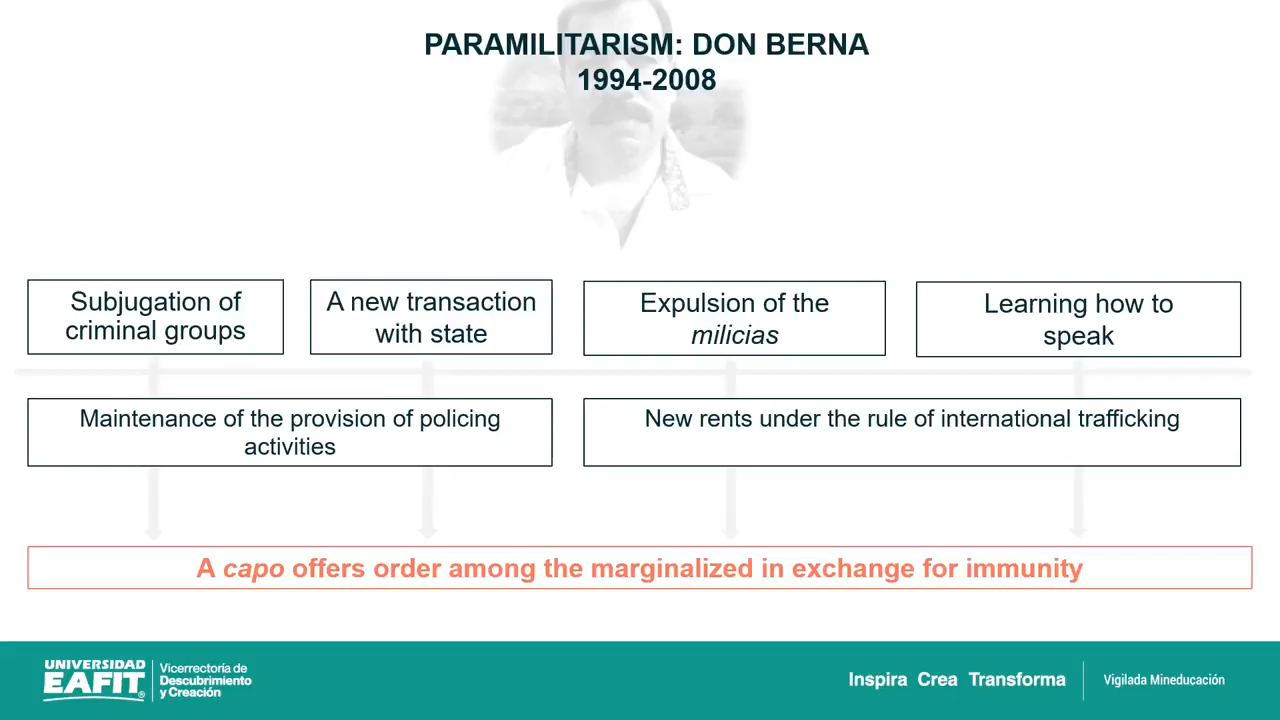 PARAMILITARISM: DON BERNA
1994-2008
Subjugation of
criminal groups
A new transaction
with state
Expulsion of the
milicias
Learning how to
speak
Maintenance of the provision of policing
activities
New rents under the rule of international trafficking
A capo offers order among the marginalized in exchange for immunity
UNIVERSIDAD
EAFIT®
Vicerrectoría de
Descubrimiento
y Creación
Inspira Crea Transforma
Vigilada Mineducación